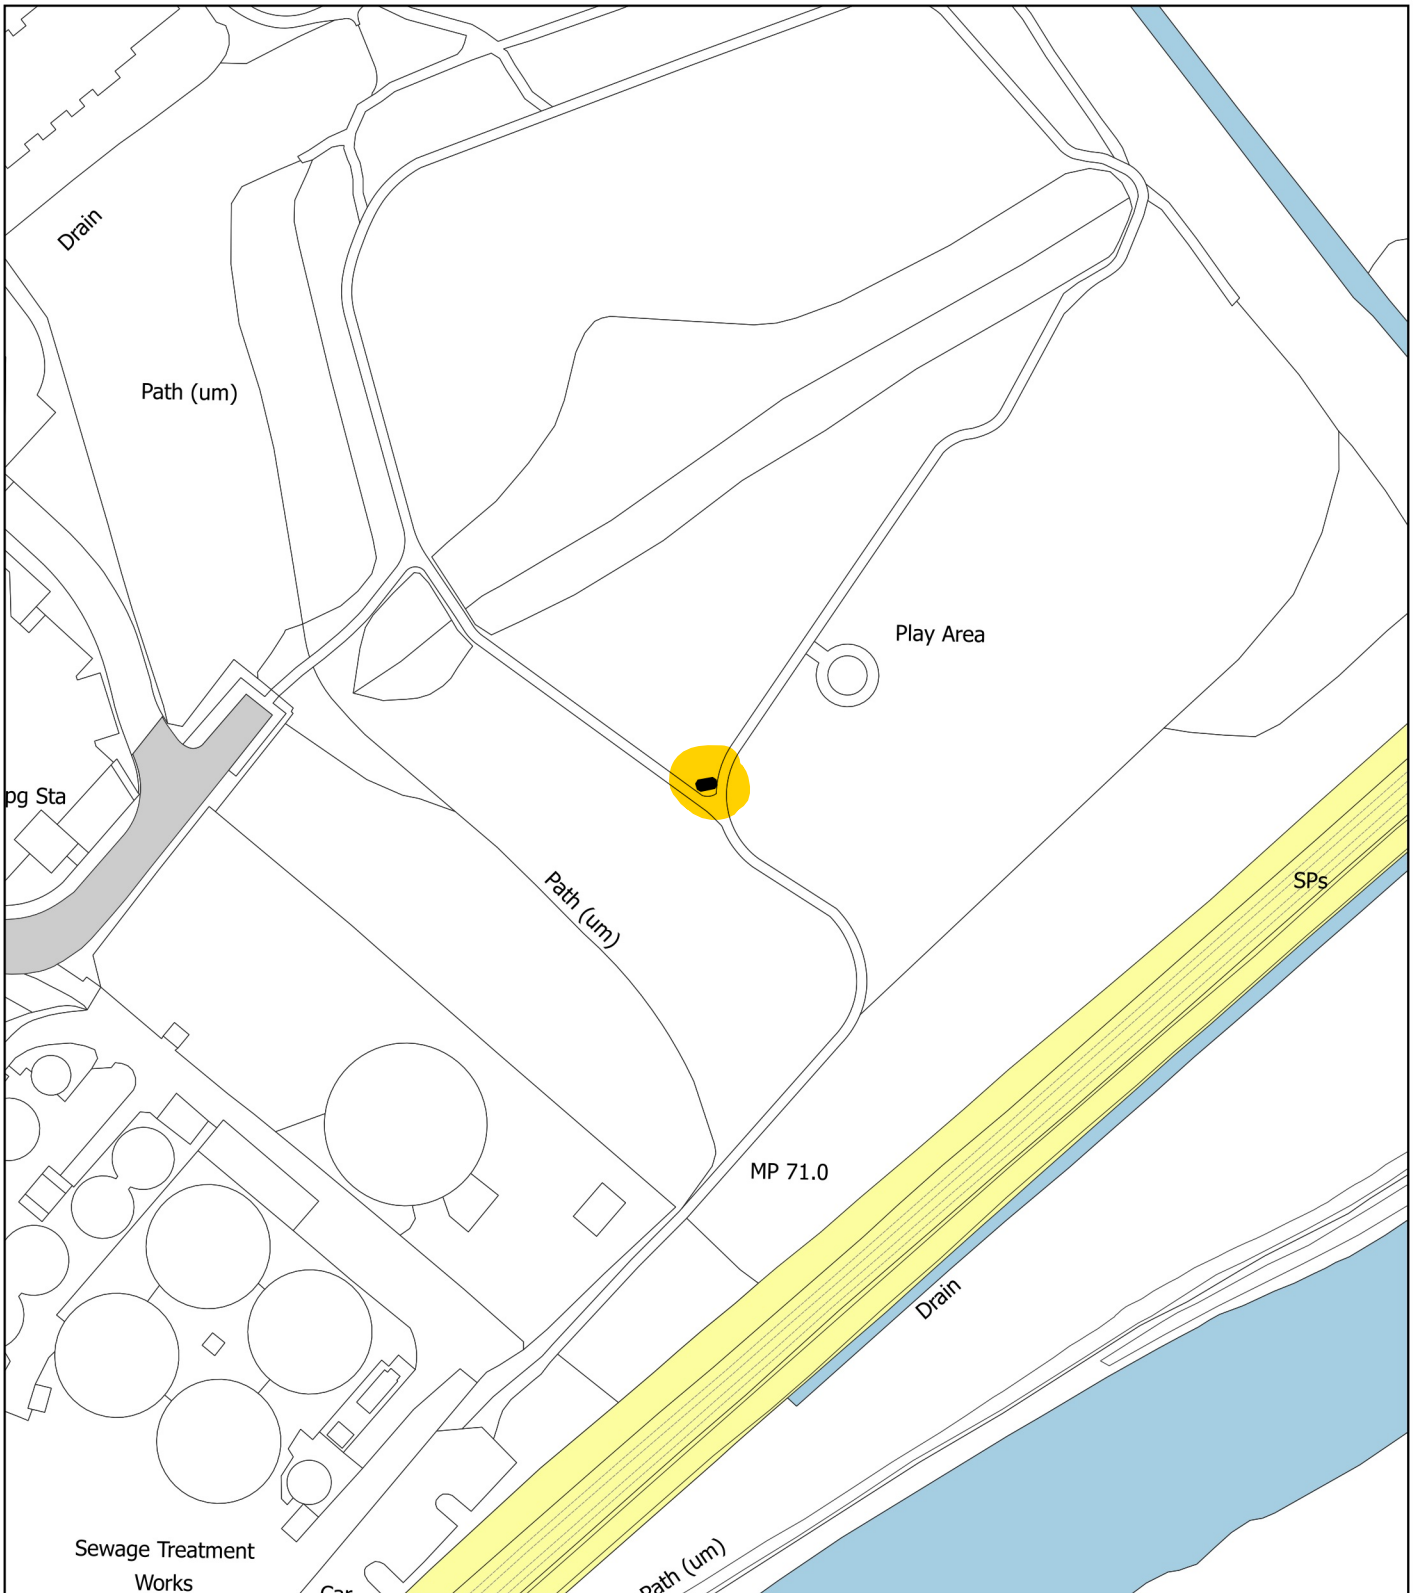 Drain
Path (um)
Play Area
pg Sta
SPs
Path (um)
MP 71.0
Drain
Sewage Treatment
Works
Car
Path (um)